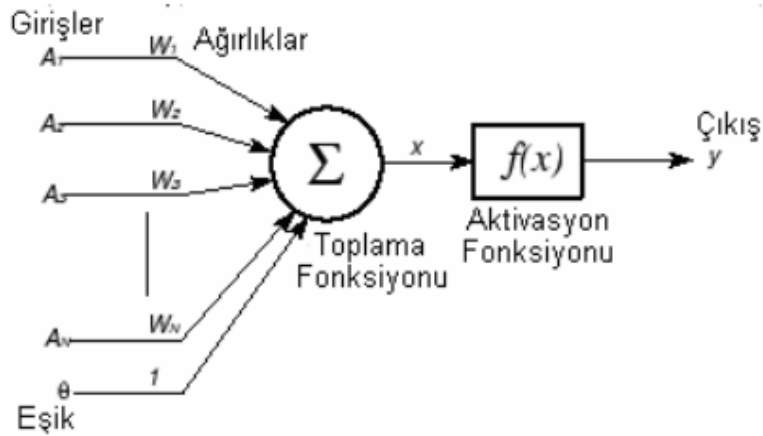 Girişler
A₁ W₁ Ağırlıklar
A₂ W₂
A₃ W₃
Σ x f(x) Çıkış
y
Toplama
Fonksiyonu
Aktivasyon
Fonksiyonu
Aₙ Wₙ
θ 1
Eşik